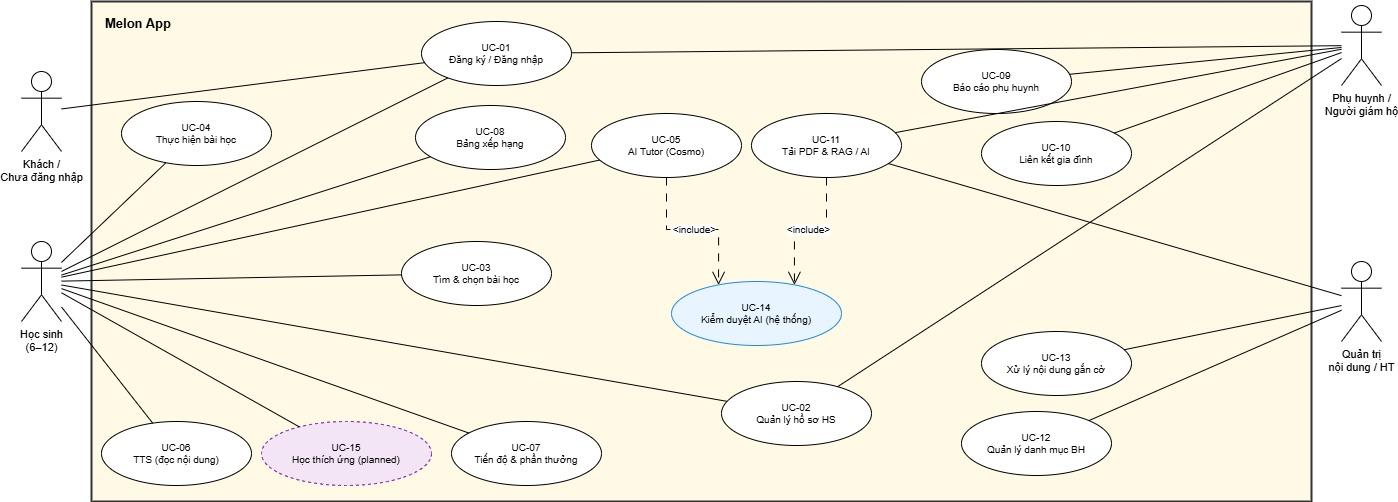 Melon App
UC-01
Đăng ký / Đăng nhập
UC-09
Báo cáo phụ huynh
Phụ huynh /
Người giám hộ
UC-04
Thực hiện bài học
UC-08
Bảng xếp hạng
UC-05
AI Tutor (Cosmo)
UC-11
Tải PDF & RAG / AI
UC-10
Liên kết gia đình
Khách /
Chưa đăng nhập
<include>
<include>
UC-03
Tìm & chọn bài học
UC-14
Kiểm duyệt AI (hệ thống)
Học sinh
(6–12)
UC-13
Xử lý nội dung gắn cờ
Quản trị
nội dung / HT
UC-02
Quản lý hồ sơ HS
UC-06
TTS (đọc nội dung)
UC-15
Học thích ứng (planned)
UC-07
Tiến độ & phần thưởng
UC-12
Quản lý danh mục BH